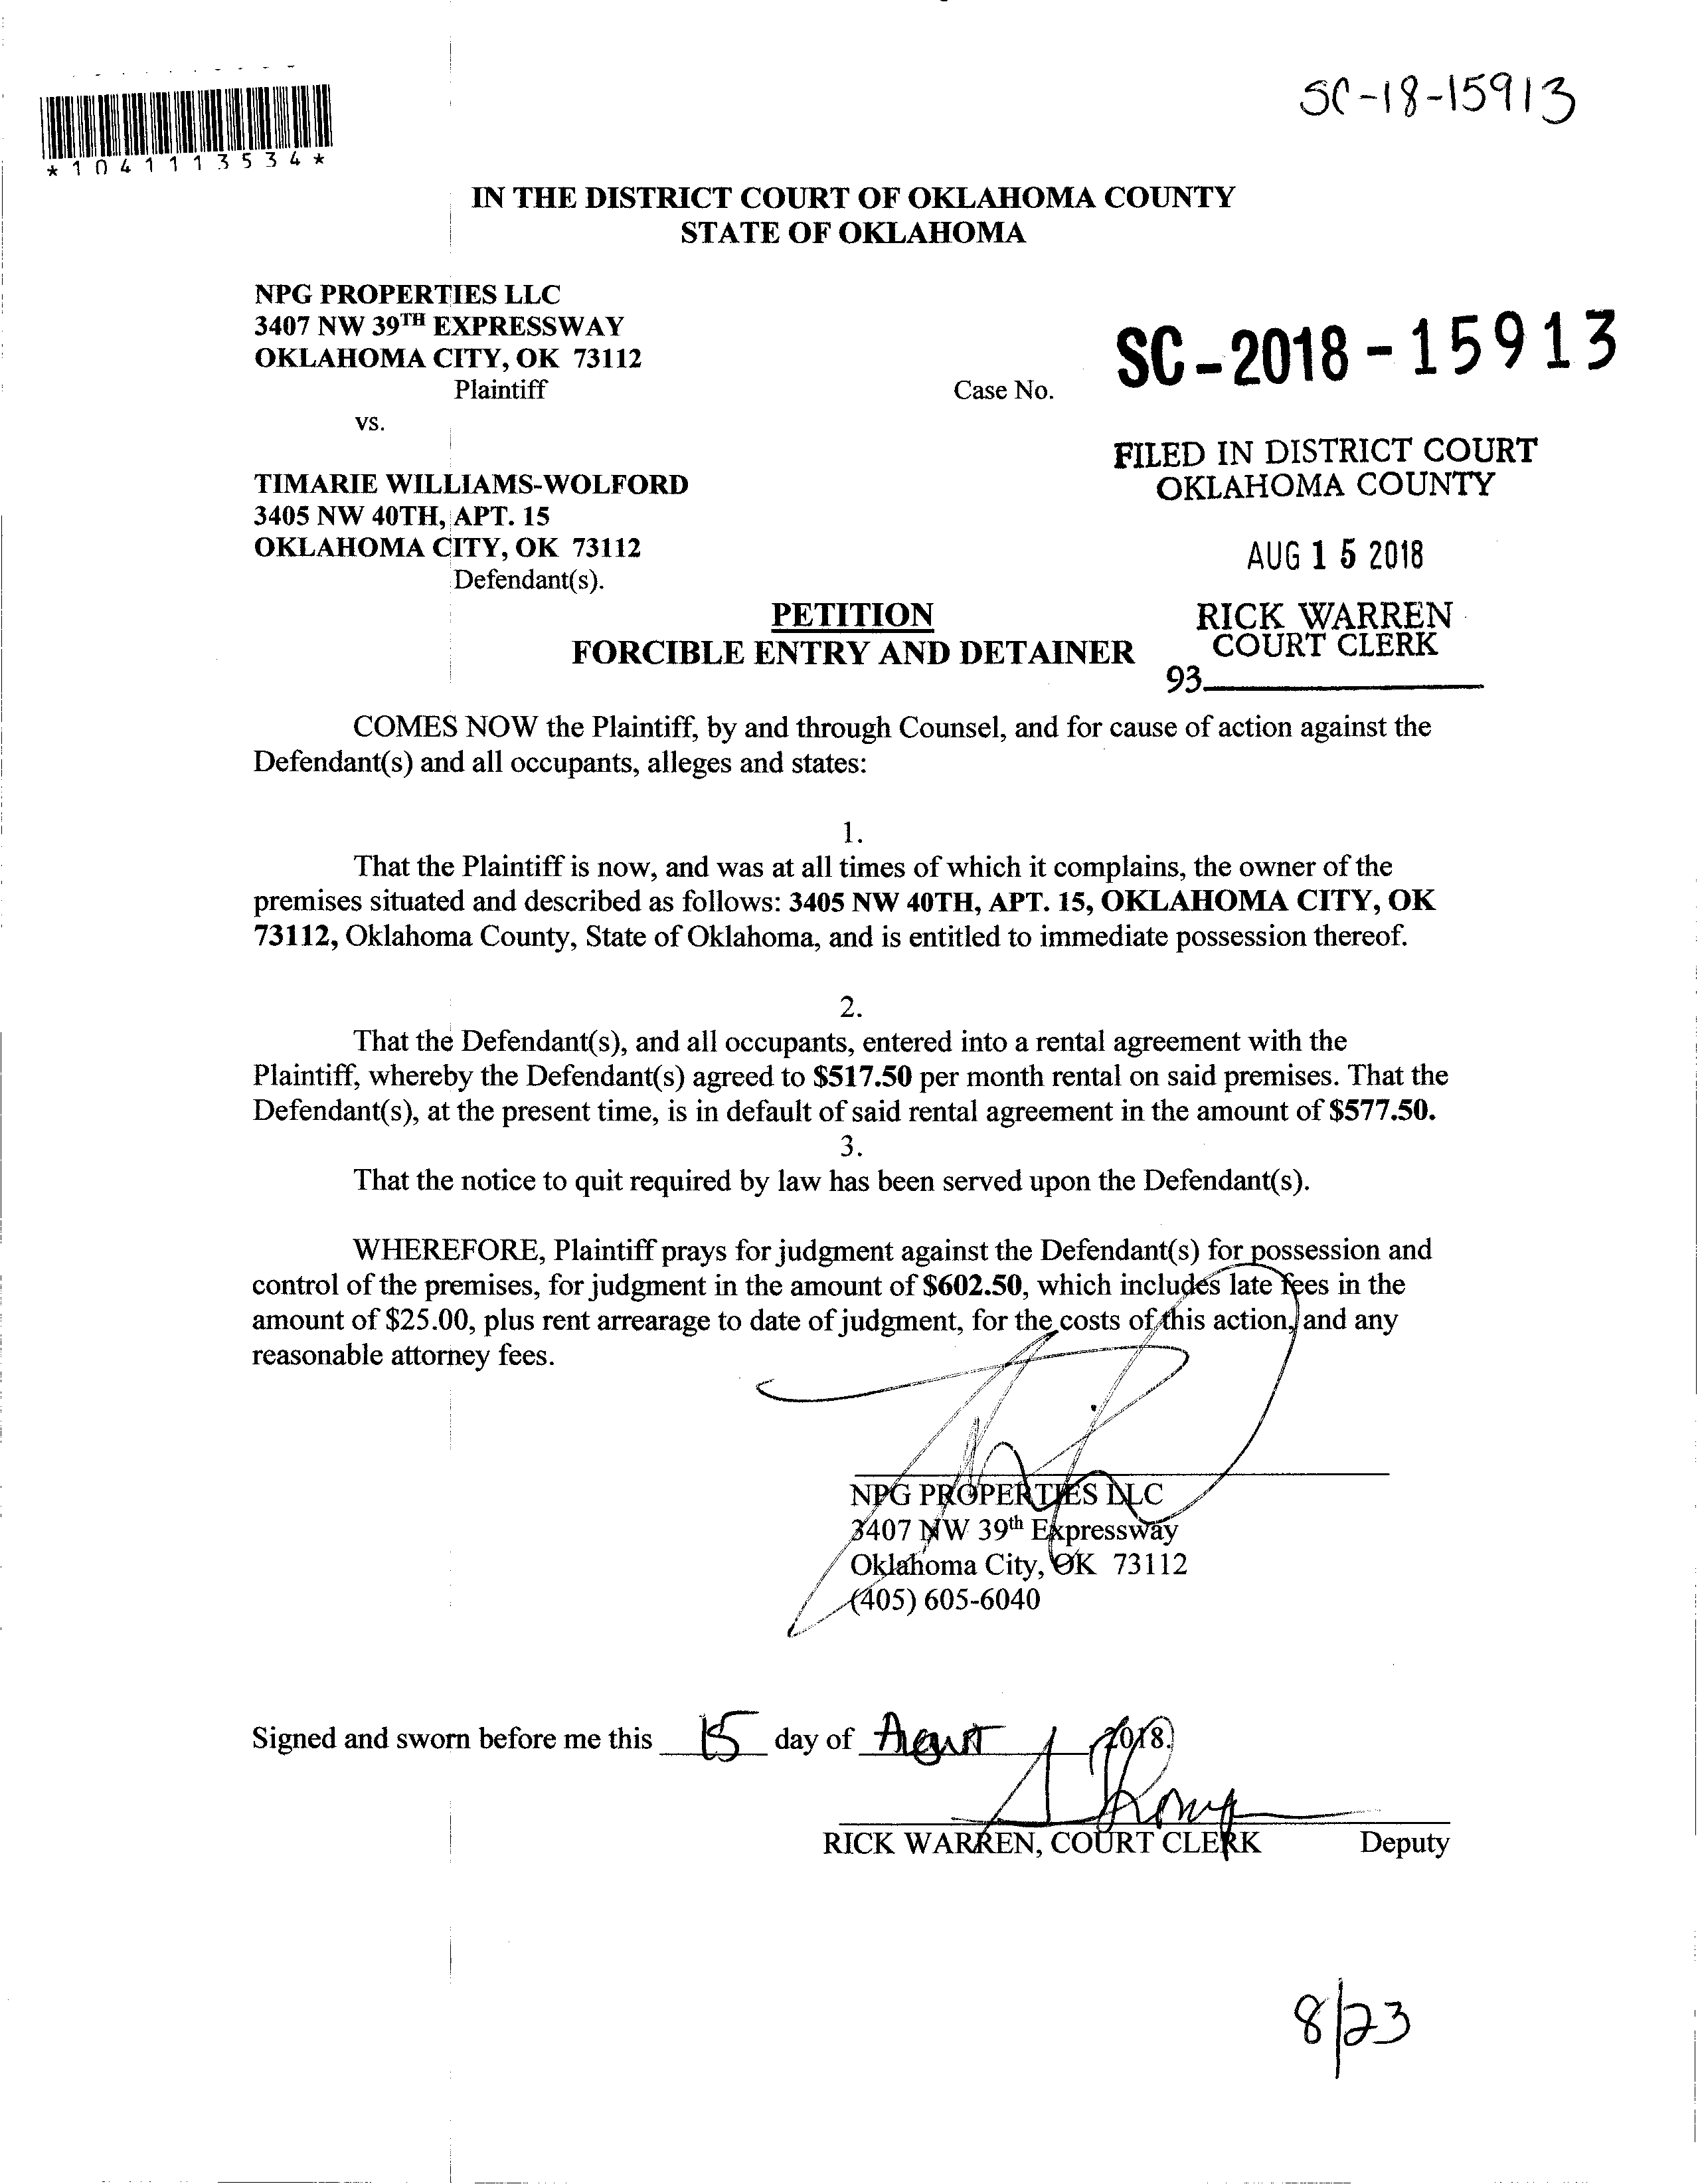 SC-18-15913
*1041113534*
IN THE DISTRICT COURT OF OKLAHOMA COUNTY
STATE OF OKLAHOMA
NPG PROPERTIES LLC
3407 NW 39TH EXPRESSWAY
OKLAHOMA CITY, OK 73112
Plaintiff
Case No.
SC-2018-15913
vs.
FILED IN DISTRICT COURT
OKLAHOMA COUNTY
TIMARIE WILLIAMS-WOLFORD
3405 NW 40TH, APT. 15
OKLAHOMA CITY, OK 73112
Defendant(s).
AUG 15 2018
RICK WARREN
COURT CLERK
93
PETITION
FORCIBLE ENTRY AND DETAINER
COMES NOW the Plaintiff, by and through Counsel, and for cause of action against the
Defendant(s) and all occupants, alleges and states:
1.
That the Plaintiff is now, and was at all times of which it complains, the owner of the
premises situated and described as follows: 3405 NW 40TH, APT. 15, OKLAHOMA CITY, OK
73112, Oklahoma County, State of Oklahoma, and is entitled to immediate possession thereof.
2.
That the Defendant(s), and all occupants, entered into a rental agreement with the
Plaintiff, whereby the Defendant(s) agreed to $517.50 per month rental on said premises. That the
Defendant(s), at the present time, is in default of said rental agreement in the amount of $577.50.
3.
That the notice to quit required by law has been served upon the Defendant(s).
WHEREFORE, Plaintiff prays for judgment against the Defendant(s) for possession and
control of the premises, for judgment in the amount of $602.50, which includes late fees in the
amount of $25.00, plus rent arrearage to date of judgment, for the costs of this action, and any
reasonable attorney fees.
NPG PROPERTIES LLC
3407 NW 39th Expressway
Oklahoma City, OK 73112
(405) 605-6040
Signed and sworn before me this 15 day of August 2018.
RICK WARREN, COURT CLERK Deputy
8/23